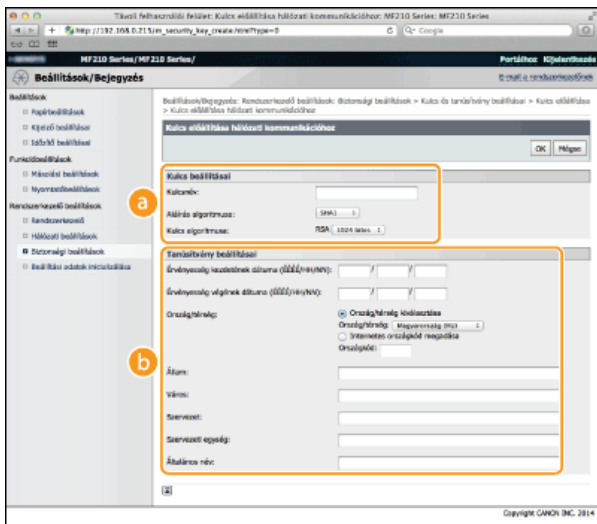 Távoli felhasználói felület: Kulcs előállítása hálózati kommunikációhoz: MF210 Series: MF210 Series
http://192.168.0.215/m_security_key_create.html?type=0
Google
MF210 Series/MF210 Series/
Portálhoz Kijelentkezés
Beállítások/Bejegyzés
E-mail a rendszerkezelőnek
Beállítások
Papírbeállítások
Kijelző beállításai
Időzítő beállításai
Funkcióbeállítások
Másolási beállítások
Nyomtatóbeállítások
Rendszerkezelő beállítások
Rendszerkezelő
Hálózati beállítások
Biztonsági beállítások
Beállítási adatok inicializálása
Beállítások/Bejegyzés: Rendszerkezelő beállítások: Biztonsági beállítások > Kulcs és tanúsítvány beállításai > Kulcs előállítása
> Kulcs előállítása hálózati kommunikációhoz
Kulcs előállítása hálózati kommunikációhoz
OK Mégse
a
Kulcs beállításai
Kulcsnév:
Aláírás algoritmusa: SHA1
Kulcs algoritmusa: RSA 1024 bites
b
Tanúsítvány beállításai
Érvényesség kezdetének dátuma (ÉÉÉÉ/HH/NN): / /
Érvényesség végének dátuma (ÉÉÉÉ/HH/NN): / /
Ország/térség: Ország/térség kiválasztása
Ország/térség: Magyarország (HU)
Internetes országkód megadása
Országkód:
Állam:
Város:
Szervezet:
Szervezeti egység:
Általános név:
Copyright CANON INC. 2014